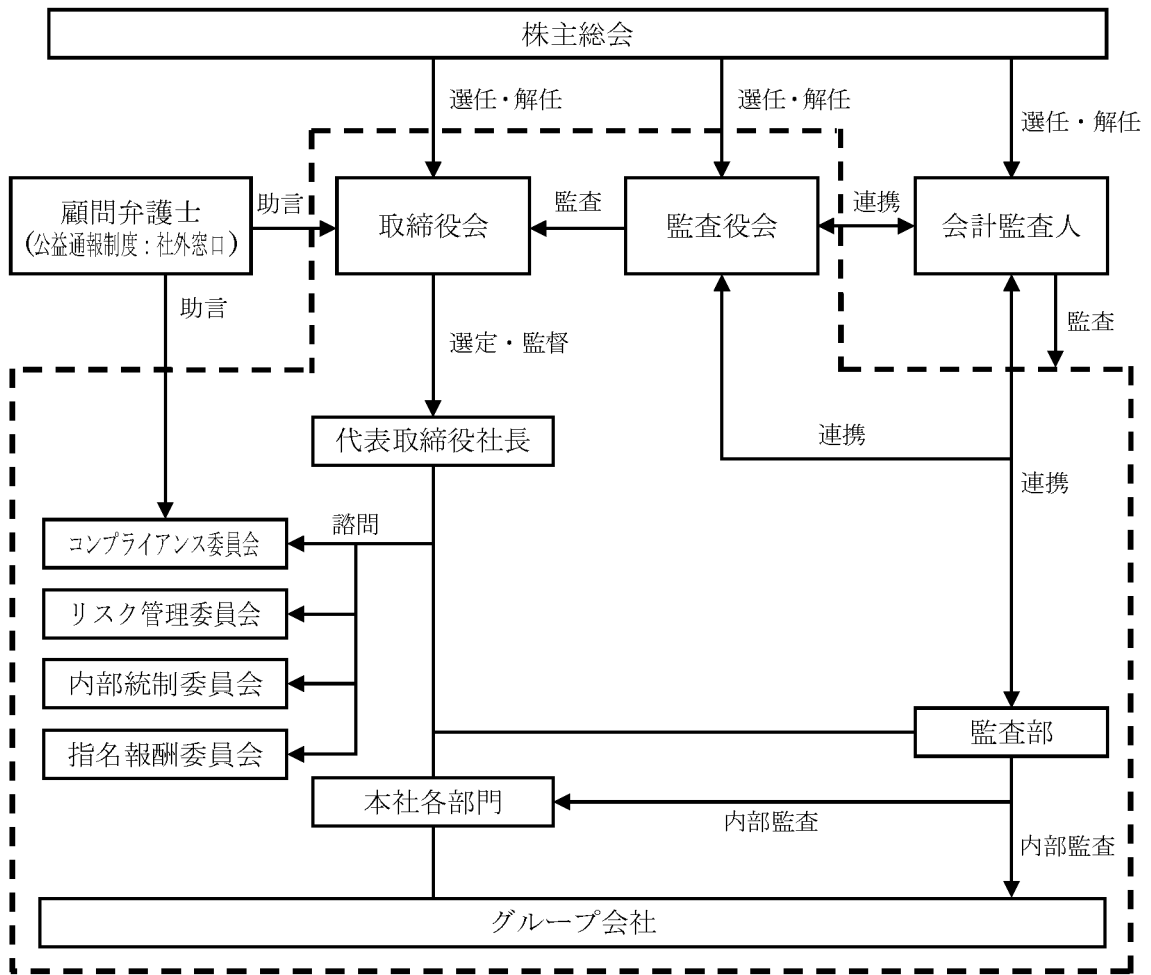 株主総会
選任・解任
選任・解任
選任・解任
顧問弁護士
(公益通報制度：社外窓口)
助言
取締役会
監査
監査役会
連携
会計監査人
助言
選定・監督
監査
代表取締役社長
連携
連携
諮問
コンプライアンス委員会
リスク管理委員会
内部統制委員会
指名報酬委員会
監査部
本社各部門
内部監査
内部監査
グループ会社